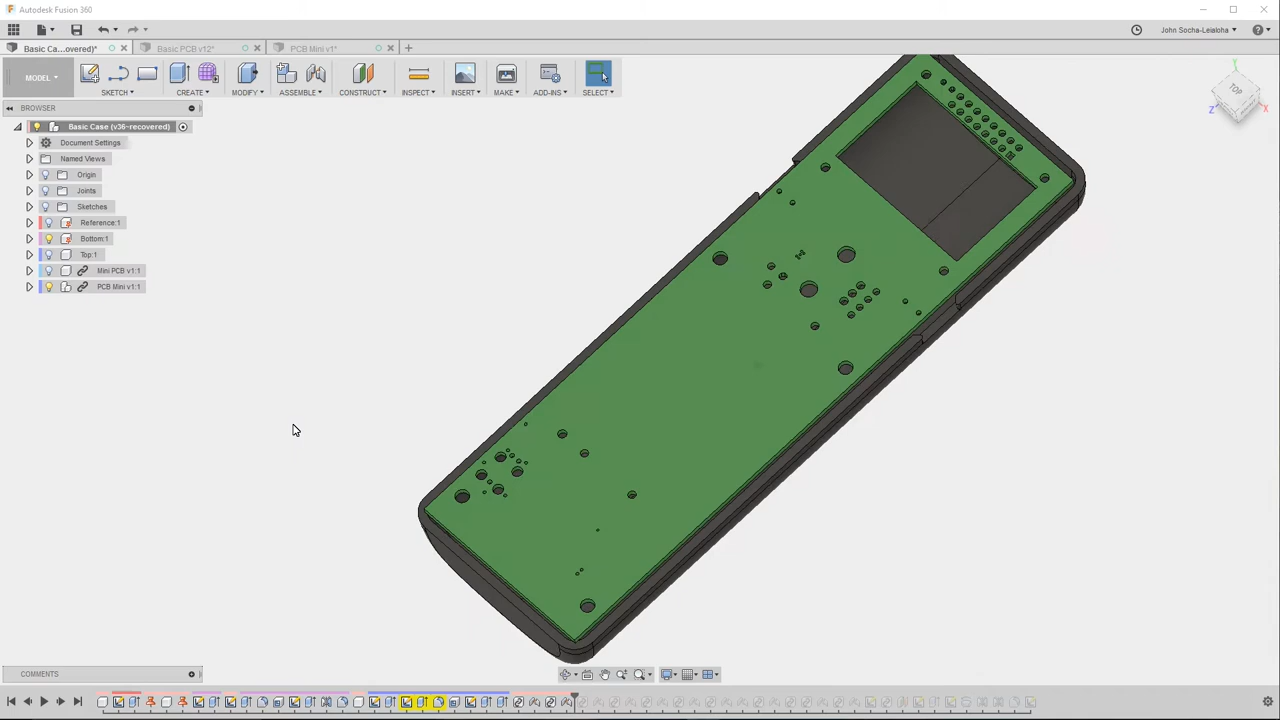 Autodesk Fusion 360
John Socha-Leialoha
Basic Ca...overed)*
Basic PCB v12*
PCB Mini v1*
MODEL
SKETCH
CREATE
MODIFY
ASSEMBLE
CONSTRUCT
INSPECT
INSERT
MAKE
ADD-INS
SELECT
TOP
Y
X
Z
BROWSER
Basic Case (v36~recovered)
Document Settings
Named Views
Origin
Joints
Sketches
Reference:1
Bottom:1
Top:1
Mini PCB v1:1
PCB Mini v1:1
COMMENTS